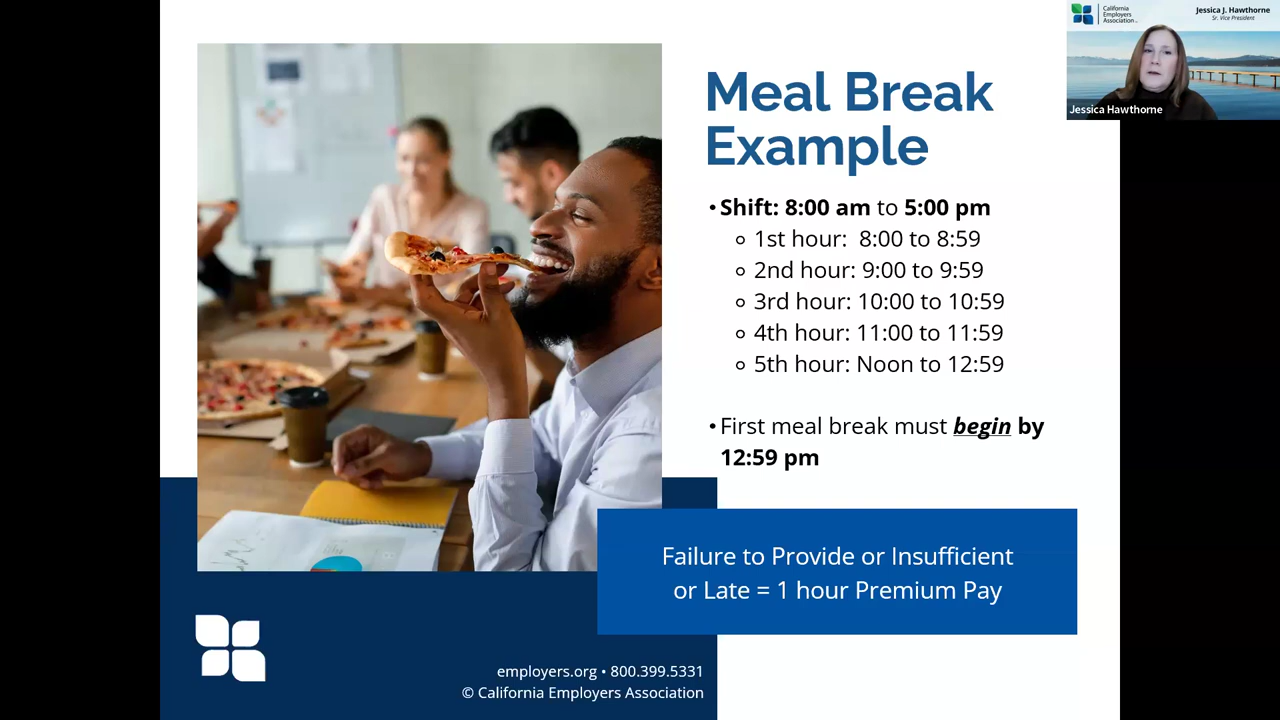 Meal Break
Example
• Shift: 8:00 am to 5:00 pm
1st hour: 8:00 to 8:59
2nd hour: 9:00 to 9:59
3rd hour: 10:00 to 10:59
4th hour: 11:00 to 11:59
5th hour: Noon to 12:59
• First meal break must begin by
12:59 pm
Failure to Provide or Insufficient
or Late = 1 hour Premium Pay
employers.org • 800.399.5331
© California Employers Association
California
Employers
Association
Jessica J. Hawthorne
Sr. Vice President
Jessica Hawthorne